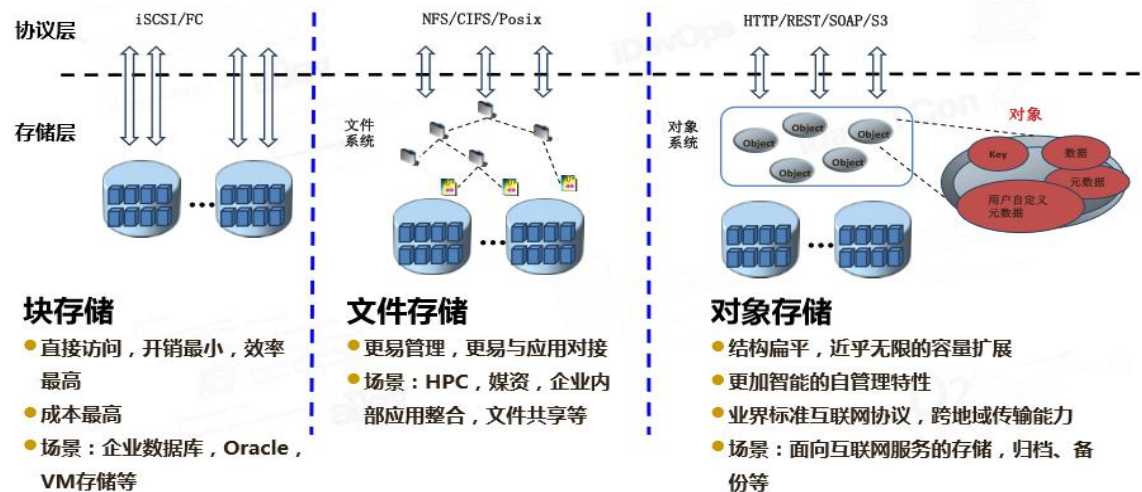 协议层
iSCSI/FC
NFS/CIFS/Posix
HTTP/REST/SOAP/S3
存储层
文件
系统
对象
系统
Object
Object
Object
Object
Object
对象
Key
数据
元数据
用户自定义
元数据
块存储
直接访问，开销最小，效率
最高
成本最高
场景：企业数据库，Oracle，
VM存储等
文件存储
更易管理，更易与应用对接
场景：HPC，媒资，企业内
部应用整合，文件共享等
对象存储
结构扁平，近乎无限的容量扩展
更加智能的自管理特性
业界标准互联网协议，跨地域传输能力
场景：面向互联网服务的存储，归档、备
份等